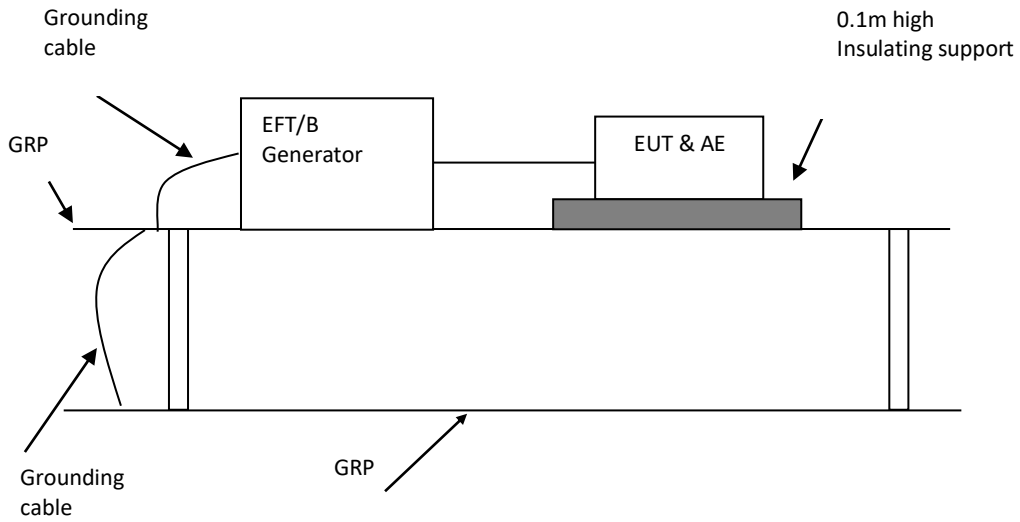 Grounding
cable
0.1m high
Insulating support
EFT/B
Generator
EUT & AE
GRP
GRP
Grounding
cable